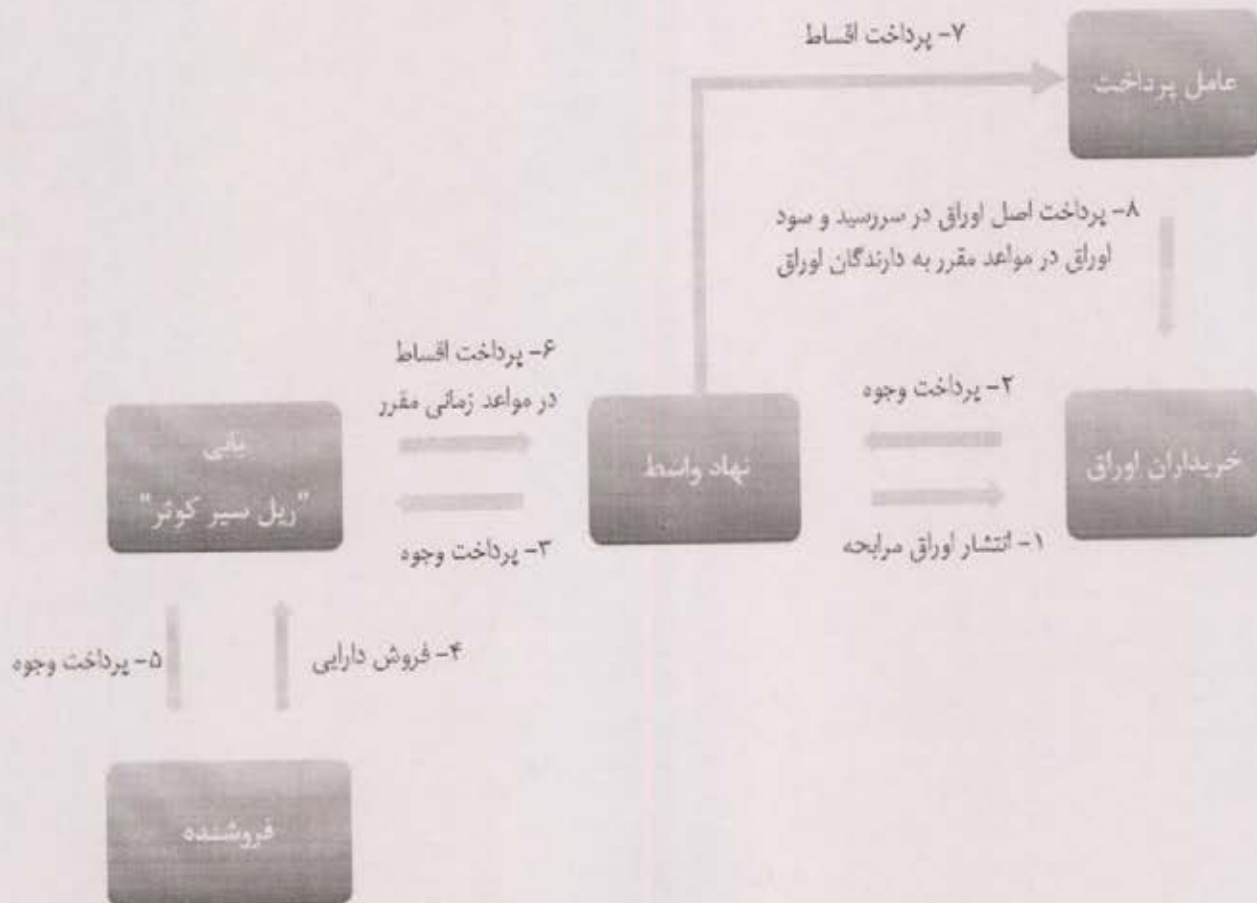 ۷- پرداخت اقساط
عامل پرداخت
۸- پرداخت اصل اوراق در سررسید و سود
اوراق در مواعد مقرر به دارندگان اوراق
۶- پرداخت اقساط
در مواعد زمانی مقرر
۲- پرداخت وجوه
خریداران اوراق
نهاد واسط
بانی
"ریل سیر کوثر"
۳- پرداخت وجوه
۱- انتشار اوراق مرابحه
۴- فروش دارایی
۵- پرداخت وجوه
فروشنده